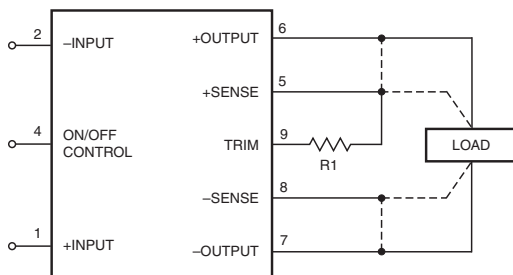 2
–INPUT
4
ON/OFF
CONTROL
1
+INPUT
+OUTPUT
6
+SENSE
5
TRIM
9
R1
–SENSE
8
–OUTPUT
7
LOAD